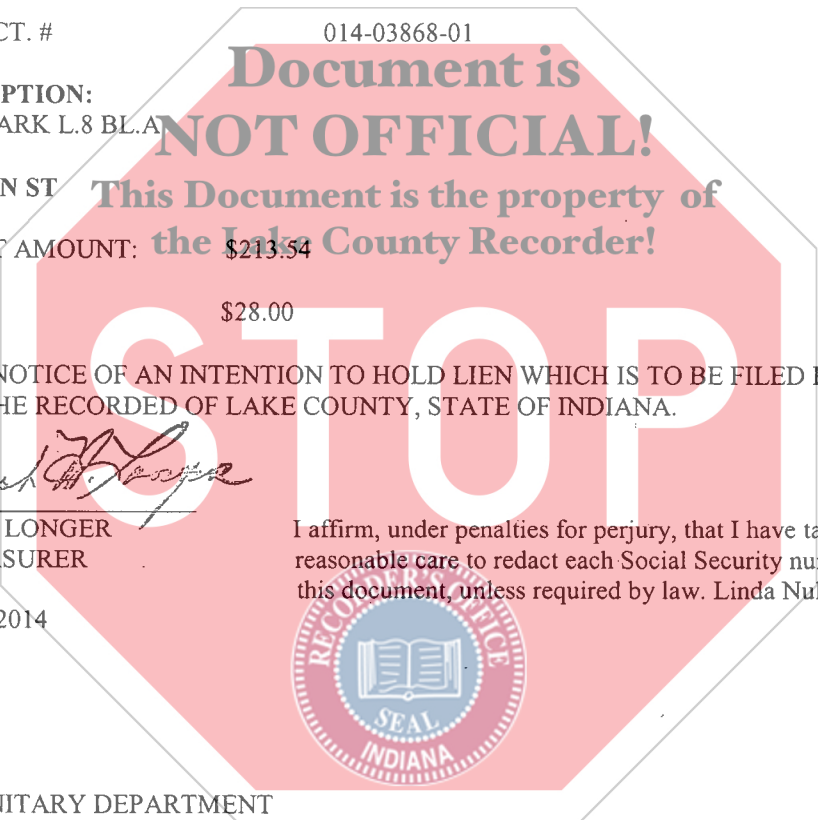 CT. # 014-03868-01
Document is
PTION:
ARK L.8 BL.A
NOT OFFICIAL!
N ST
This Document is the property of
the Lake County Recorder!
AMOUNT: $213.54
$28.00
STOP
NOTICE OF AN INTENTION TO HOLD LIEN WHICH IS TO BE FILED
HE RECORDED OF LAKE COUNTY, STATE OF INDIANA.
LONGER
SURER
I affirm, under penalties for perjury, that I have ta
reasonable care to redact each Social Security nu
this document, unless required by law. Linda Nul
2014
RECORDER'S OFFICE
SEAL
INDIANA
NITARY DEPARTMENT